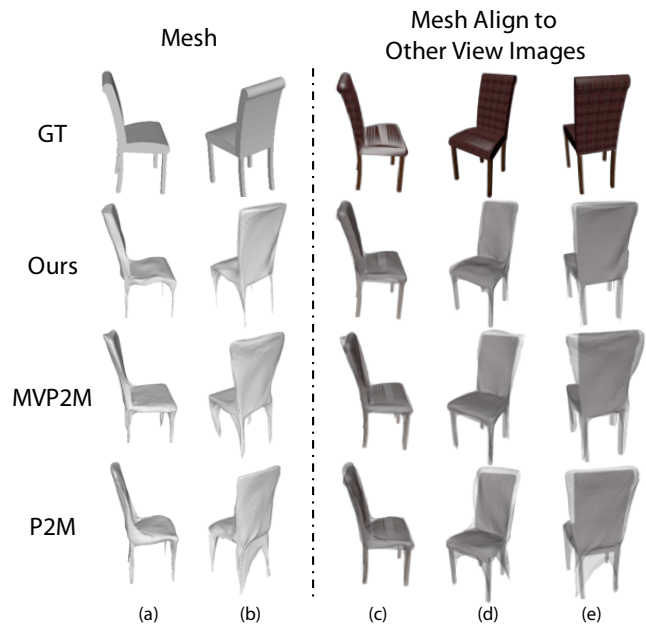 Mesh
Mesh Align to
Other View Images
GT
Ours
MVP2M
P2M
(a)
(b)
(c)
(d)
(e)